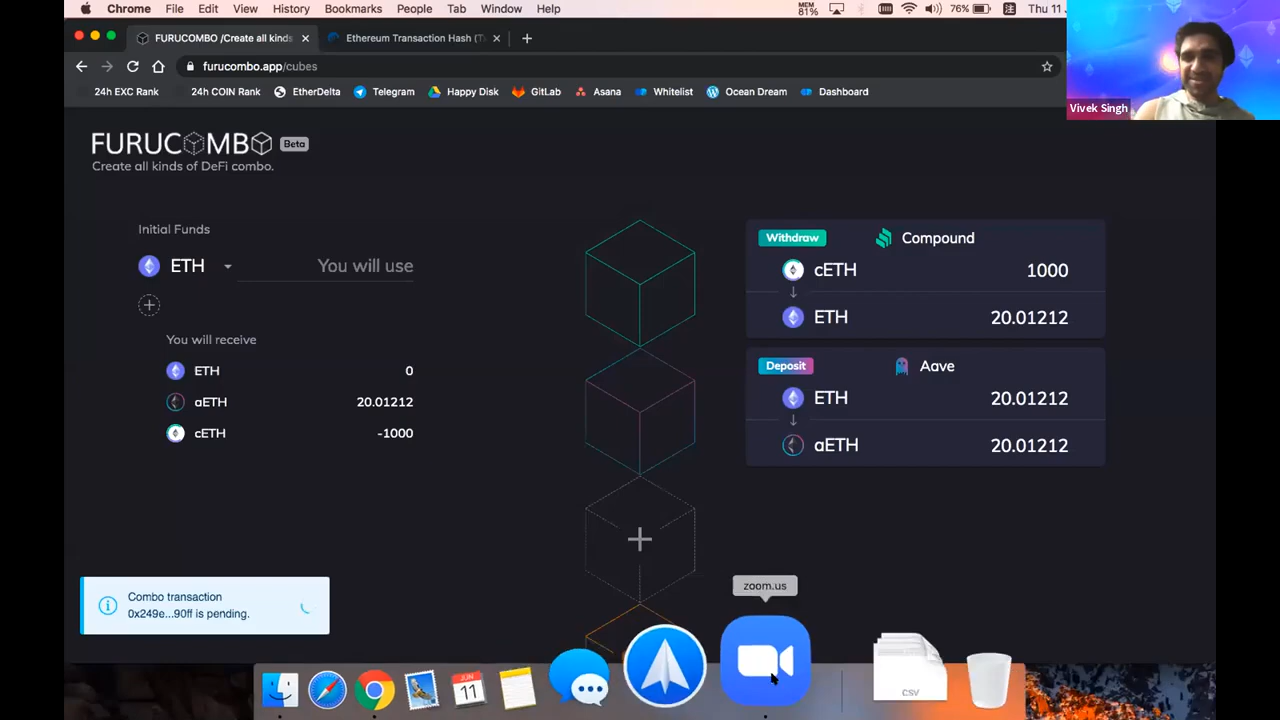 Chrome File Edit View History Bookmarks People Tab Window Help MEM 81% 76% 注 Thu 11
FURUCOMBO /Create all kinds
Ethereum Transaction Hash (T
furucombo.app/cubes
24h EXC Rank 24h COIN Rank EtherDelta Telegram Happy Disk GitLab Asana Whitelist Ocean Dream Dashboard
Vivek Singh
FURUCOMBO Beta
Create all kinds of DeFi combo.
Initial Funds
ETH You will use
You will receive
ETH 0
aETH 20.01212
cETH -1000
Withdraw Compound
cETH 1000
ETH 20.01212
Deposit Aave
ETH 20.01212
aETH 20.01212
Combo transaction
0x249e...90ff is pending.
zoom.us
JUN
11
CSV